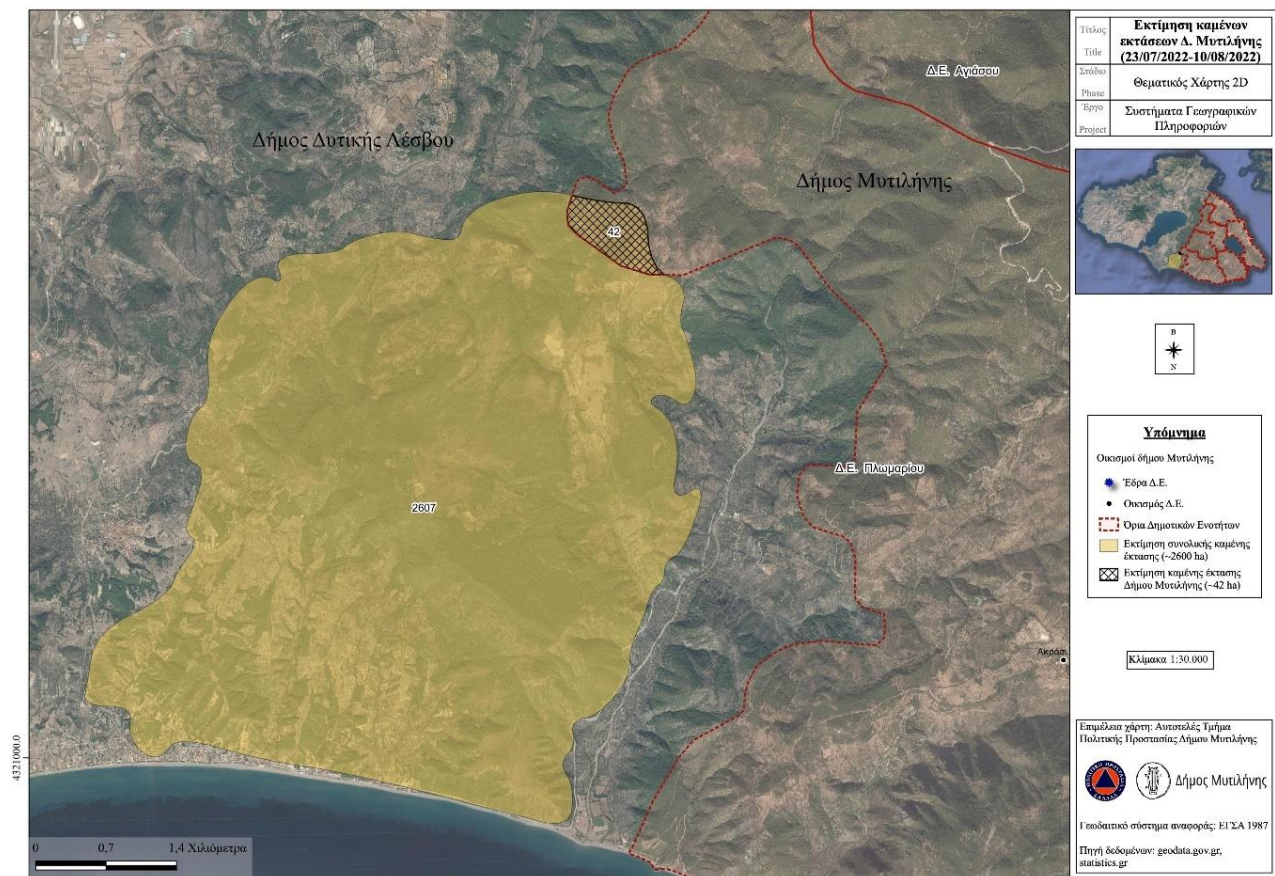 Δήμος Δυτικής Λέσβου
Δ.Ε. Αγιάσου
Δήμος Μυτιλήνης
42
2607
Δ.Ε. Πλωμαρίου
Ακράσι
4321000.0
0 0,7 1,4 Χιλιόμετρα
Τίτλος
Title
Εκτίμηση καμένων
εκτάσεων Δ. Μυτιλήνης
(23/07/2022-10/08/2022)
Στάδιο
Phase
Θεματικός Χάρτης 2D
Έργο
Project
Συστήματα Γεωγραφικών
Πληροφοριών
Β
Ν
Υπόμνημα
Οικισμοί δήμου Μυτιλήνης
Έδρα Δ.Ε.
Οικισμός Δ.Ε.
Όρια Δημοτικών Ενοτήτων
Εκτίμηση συνολικής καμένης
έκτασης (~2600 ha)
Εκτίμηση καμένης έκτασης
Δήμου Μυτιλήνης (~42 ha)
Κλίμακα 1:30.000
Επιμέλεια χάρτη: Αυτοτελές Τμήμα
Πολιτικής Προστασίας Δήμου Μυτιλήνης
Δήμος Μυτιλήνης
Γεωδαιτικό σύστημα αναφοράς: ΕΓΣΑ 1987
Πηγή δεδομένων: geodata.gov.gr,
statistics.gr